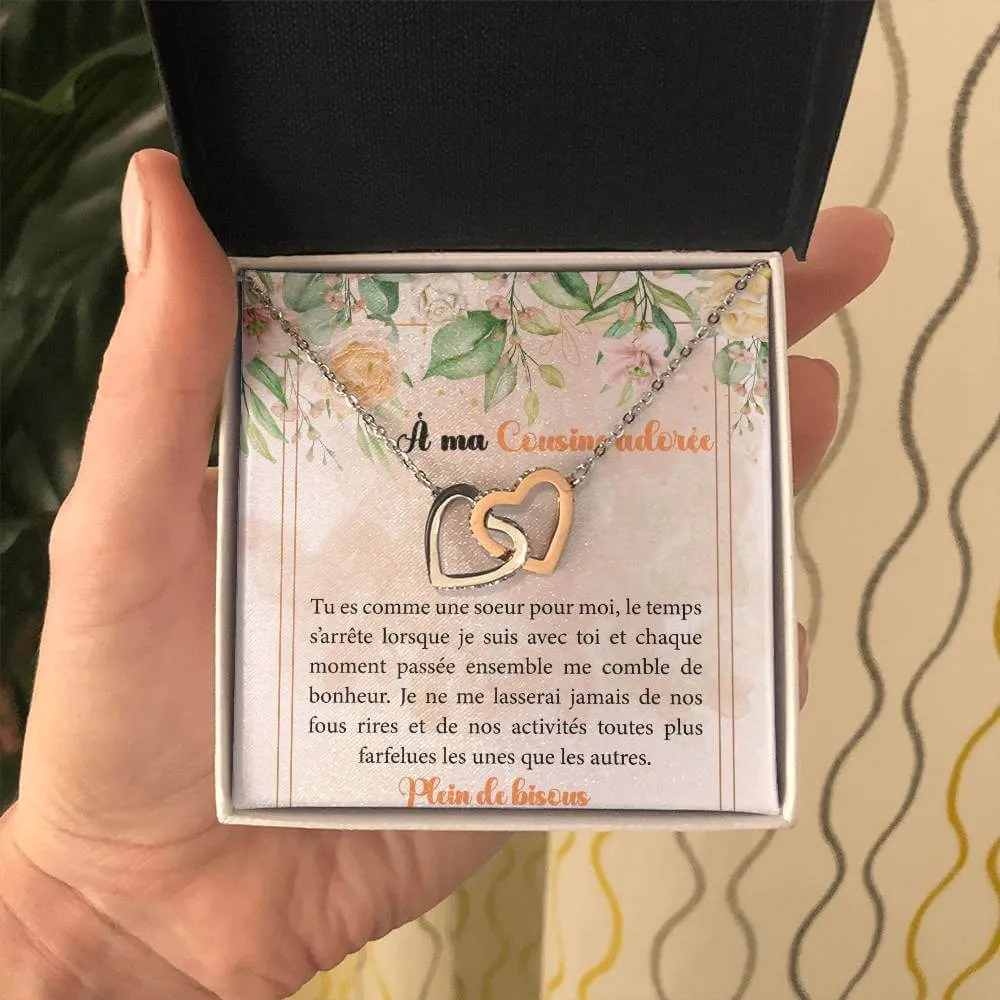 À ma Cousine adorée
Tu es comme une soeur pour moi, le temps
s'arrête lorsque je suis avec toi et chaque
moment passée ensemble me comble de
bonheur. Je ne me lasserai jamais de nos
fous rires et de nos activités toutes plus
farfelues les unes que les autres.
Plein de bisous